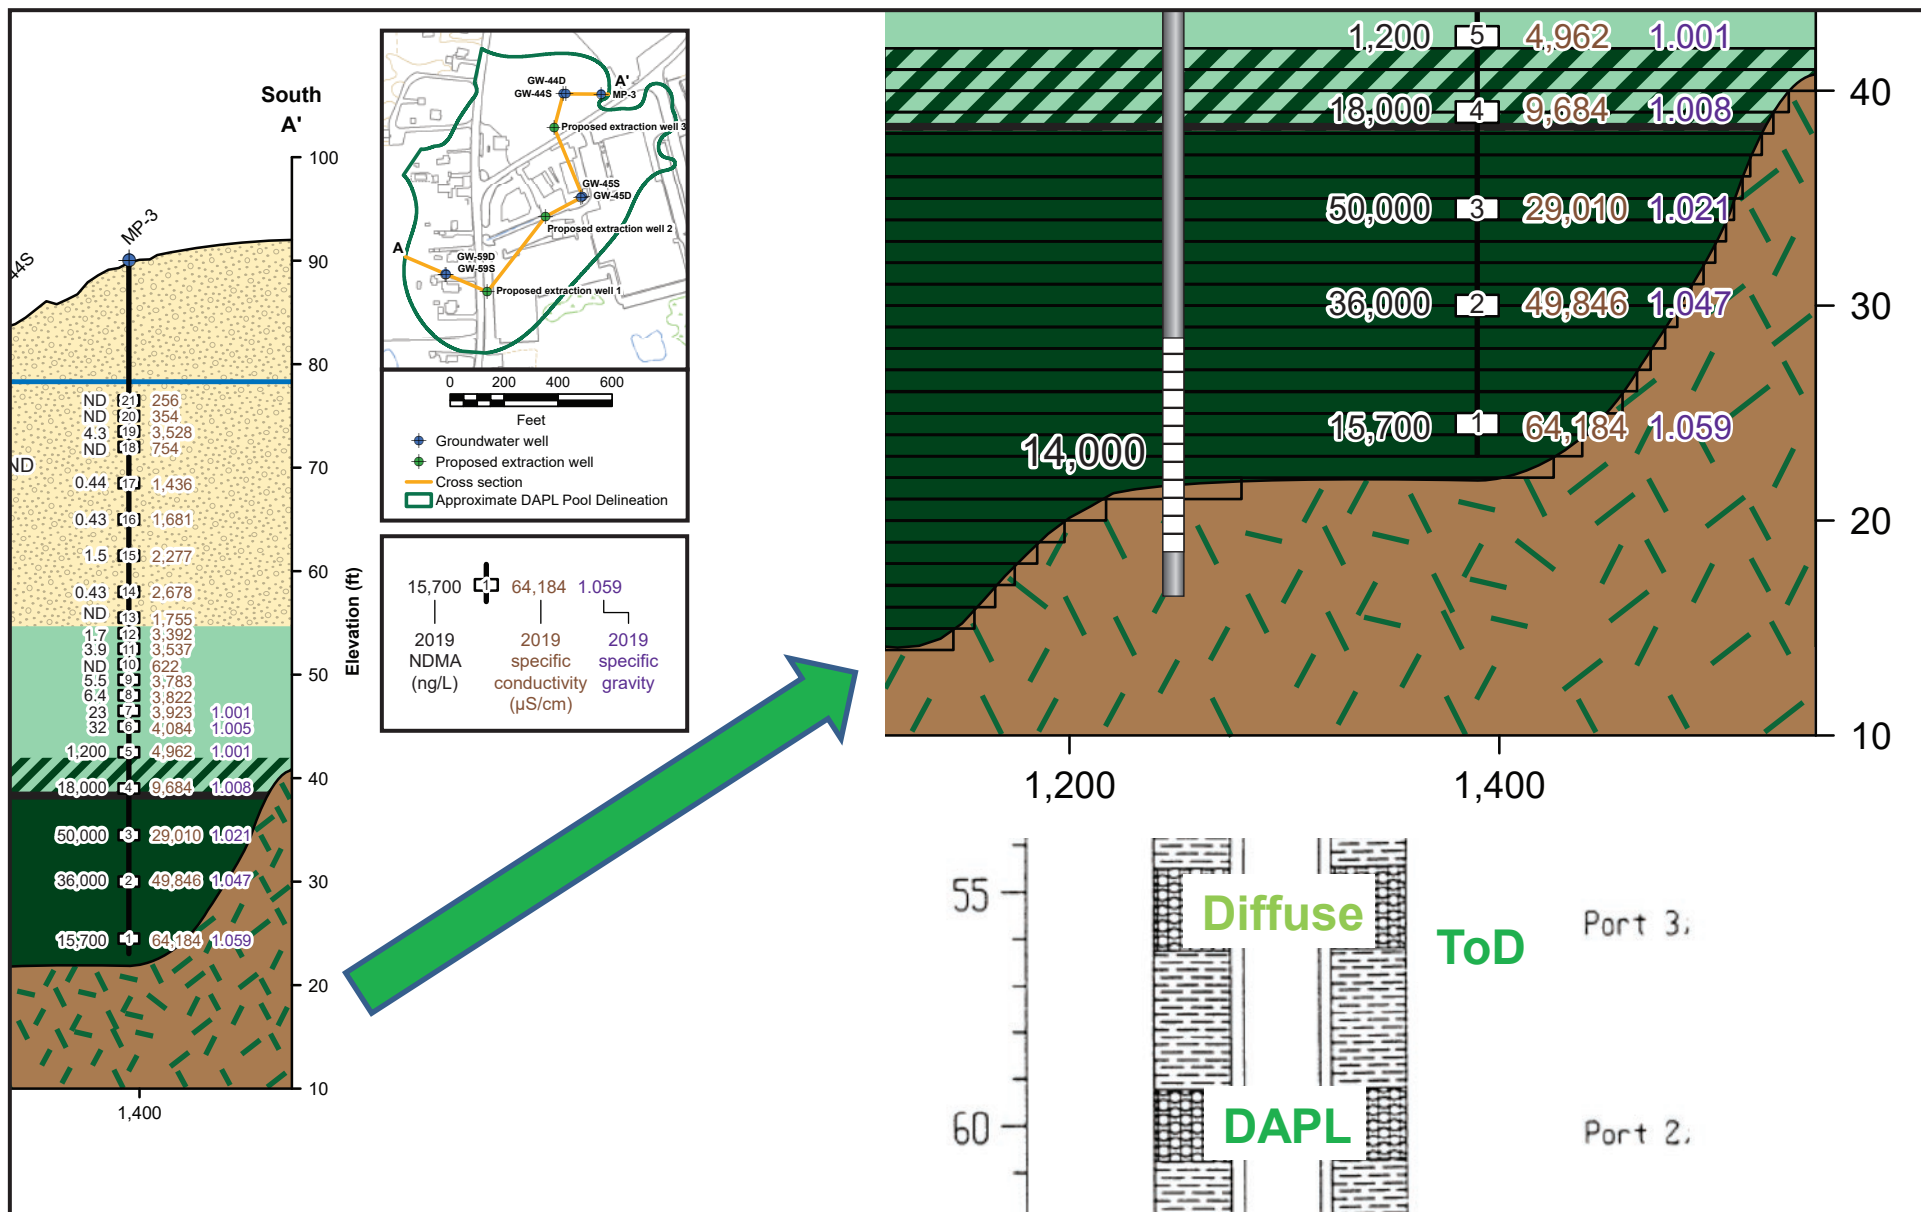 South
A'
100
90
80
70
60
50
40
30
20
10
Elevation (ft)
44S
MP-3
ND
ND 21 256
ND 20 354
4.3 19 3,528
ND 18 754
0.44 17 1,436
0.43 16 1,681
1.5 15 2,277
0.43 14 2,678
ND 13 1,755
1.7 12 3,392
3.9 11 3,537
ND 10 622
5.5 9 3,783
6.4 8 3,822
23 7 3,923 1.001
32 6 4,084 1.005
1,200 5 4,962 1.001
18,000 4 9,684 1.008
50,000 3 29,010 1.021
36,000 2 49,846 1.047
15,700 1 64,184 1.059
1,400
GW-44D
GW-44S
A'
MP-3
Proposed extraction well 3
GW-45S
GW-45D
Proposed extraction well 2
A
GW-59D
GW-59S
Proposed extraction well 1
0 200 400 600
Feet
Groundwater well
Proposed extraction well
Cross section
Approximate DAPL Pool Delineation
15,700 1 64,184 1.059
2019
NDMA
(ng/L)
2019
specific
conductivity
(µS/cm)
2019
specific
gravity
1,200 5 4,962 1.001
18,000 4 9,684 1.008
50,000 3 29,010 1.021
36,000 2 49,846 1.047
15,700 1 64,184 1.059
14,000
40
30
20
10
1,200 1,400
55
Diffuse
ToD
Port 3,
60
DAPL
Port 2,